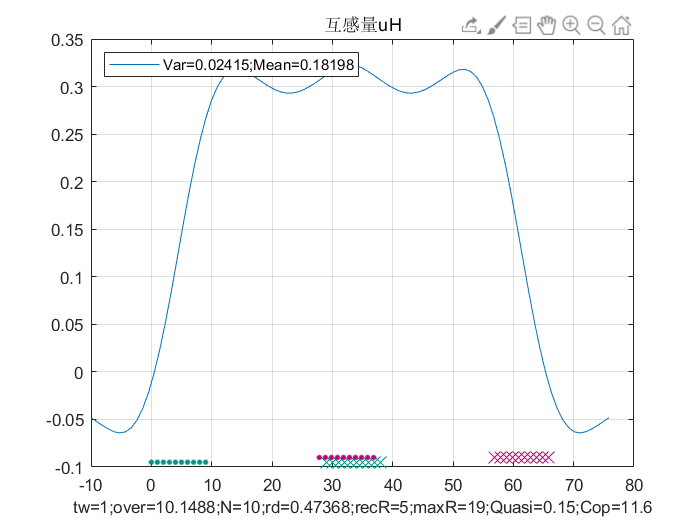 互感量uH
Var=0.02415;Mean=0.18198
0.35
0.3
0.25
0.2
0.15
0.1
0.05
0
-0.05
-0.1
-10 0 10 20 30 40 50 60 70 80
tw=1;over=10.1488;N=10;rd=0.47368;recR=5;maxR=19;Quasi=0.15;Cop=11.6